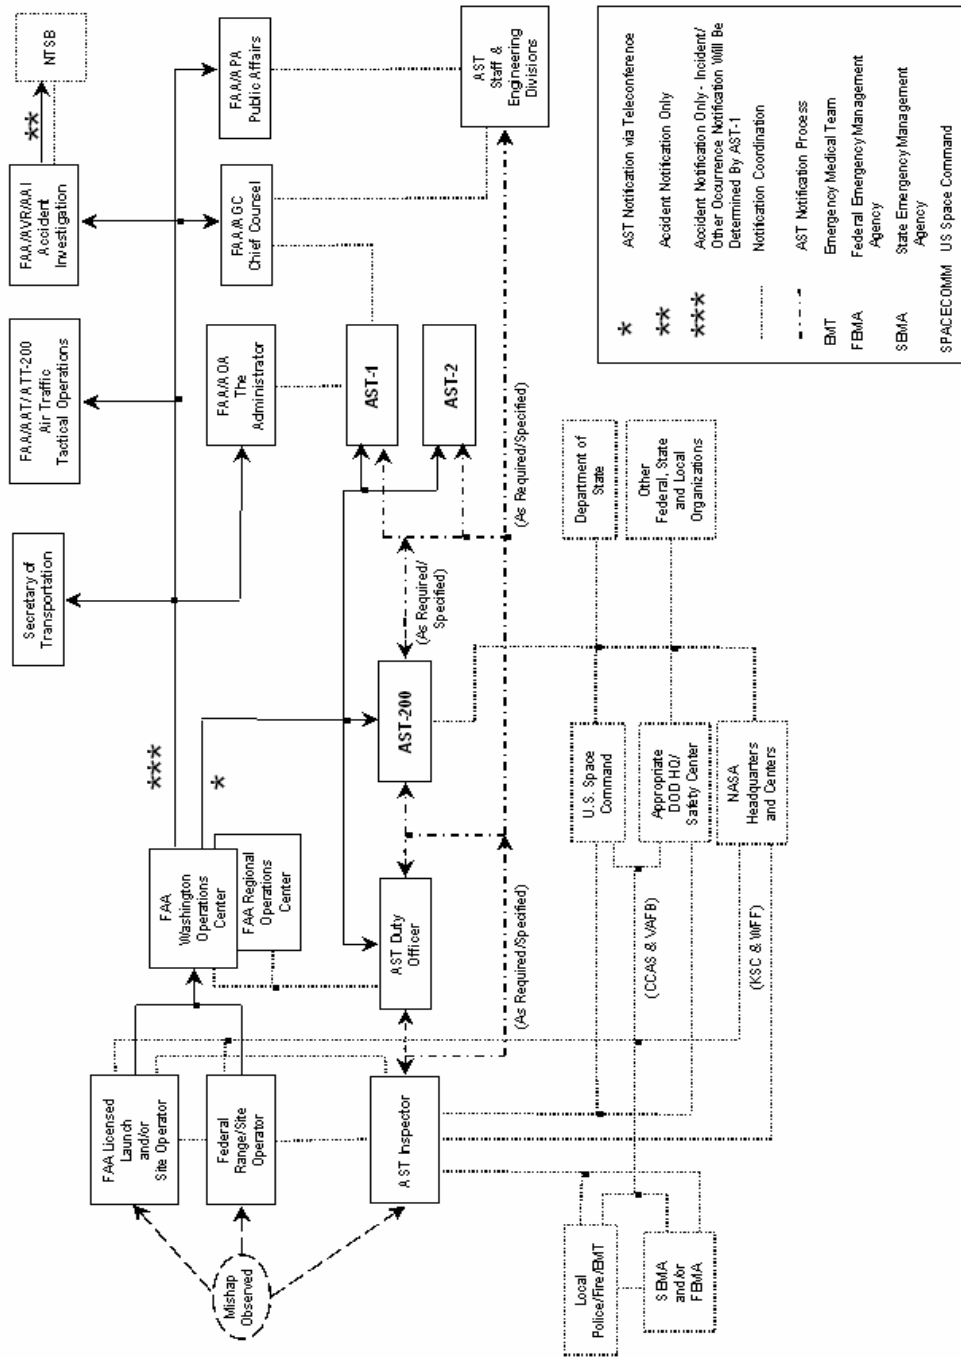 Mishap
Observed
FAA Licensed
Launch
and/or
Site Operator
Federal
Range/Site
Operator
AST Inspector
Local
Police/Fire/EMT
SEMA
and/or
FEMA
FAA
Washington
Operations
Center
FAA Regional
Operations
Center
AST Duty
Officer
(As Required/Specified)
(CCAS & VAFB)
(KSC & WFF)
***
*
Secretary of
Transportation
AST-200
(As Required/
Specified)
U.S. Space
Command
Appropriate
DOD HQ/
Safety Center
NASA
Headquarters
and Centers
FAA/AAT/ATT-200
Air Traffic
Tactical Operations
FAA/AOA
The
Administrator
AST-1
AST-2
(As Required/Specified)
Department of
State
Other
Federal, State
and Local
Organizations
FAA/AVR/AAI
Accident
Investigation
**
NTSB
FAA/AGC
Chief Counsel
FAA/APA
Public Affairs
AST
Staff &
Engineering
Divisions
* AST Notification via Teleconference
** Accident Notification Only
*** Accident Notification Only - Incident/
Other Occurrence Notification Will Be
Determined By AST-1
Notification Coordination
AST Notification Process
EMT Emergency Medical Team
FEMA Federal Emergency Management
Agency
SEMA State Emergency Management
Agency
SPACECOMM US Space Command